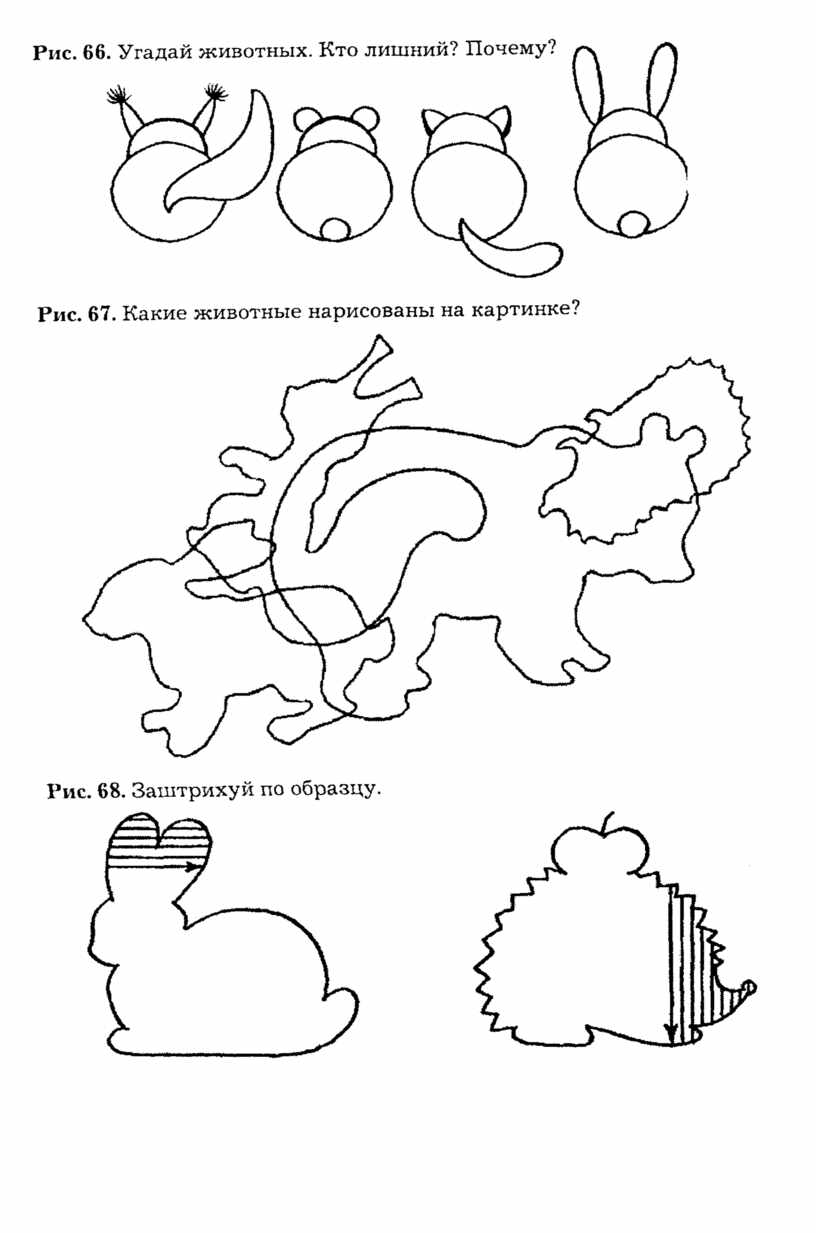 Рис. 66. Угадай животных. Кто лишний? Почему?
Рис. 67. Какие животные нарисованы на картинке?
Рис. 68. Заштрихуй по образцу.